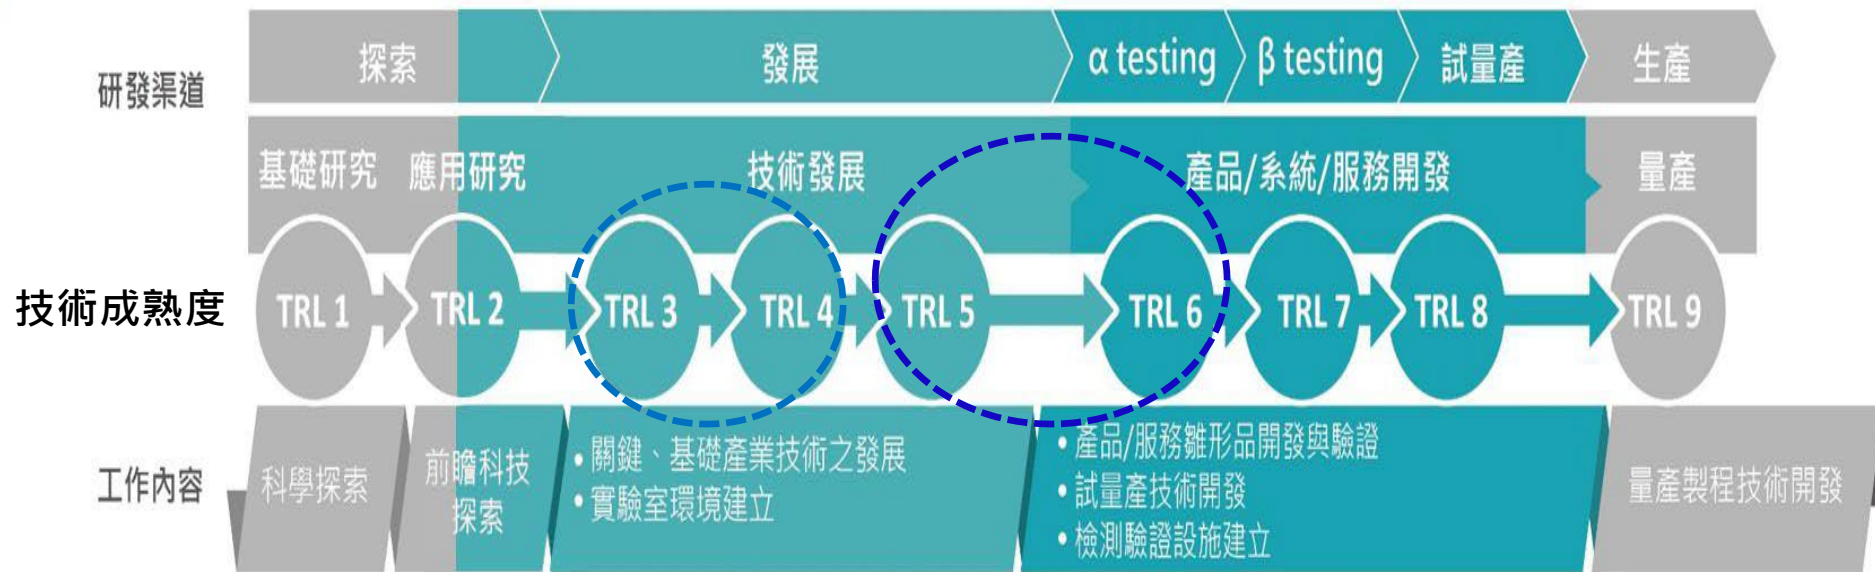 研發渠道
探索
發展
α testing
β testing
試量產
生產
基礎研究
應用研究
技術發展
產品/系統/服務開發
量產
技術成熟度
TRL 1
TRL 2
TRL 3
TRL 4
TRL 5
TRL 6
TRL 7
TRL 8
TRL 9
工作內容
科學探索
前瞻科技
探索
• 關鍵、基礎產業技術之發展
• 實驗室環境建立
• 產品/服務雛形品開發與驗證
• 試量產技術開發
• 檢測驗證設施建立
量產製程技術開發